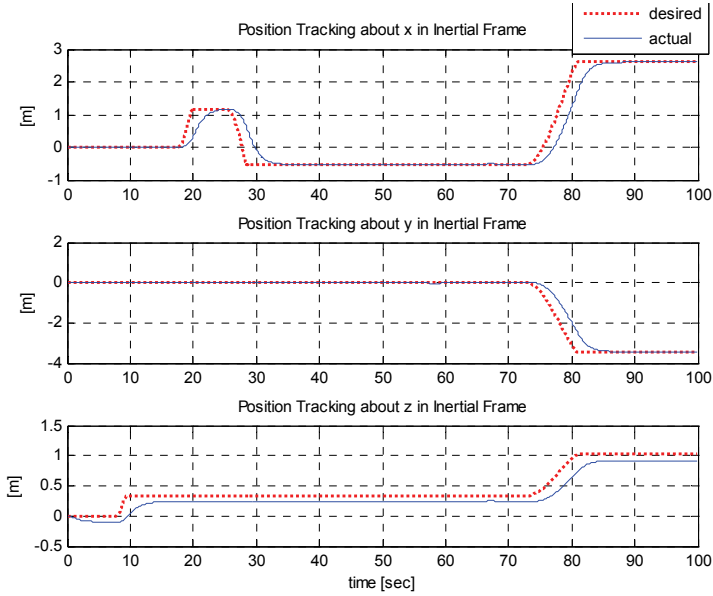 desired
actual
Position Tracking about x in Inertial Frame
3
2
1
0
-1
[m]
0 10 20 30 40 50 60 70 80 90 100
Position Tracking about y in Inertial Frame
2
0
-2
-4
[m]
0 10 20 30 40 50 60 70 80 90 100
Position Tracking about z in Inertial Frame
1.5
1
0.5
0
-0.5
[m]
0 10 20 30 40 50 60 70 80 90 100
time [sec]